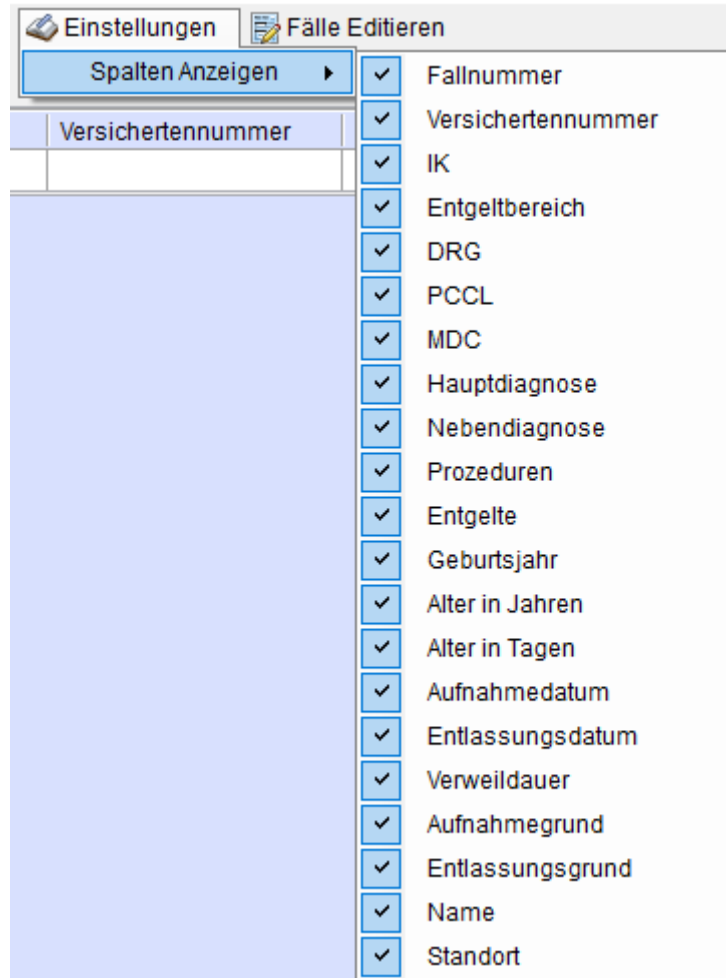 Einstellungen Fälle Editieren
Spalten Anzeigen
Versichertennummer
Fallnummer
Versichertennummer
IK
Entgeltbereich
DRG
PCCL
MDC
Hauptdiagnose
Nebendiagnose
Prozeduren
Entgelte
Geburtsjahr
Alter in Jahren
Alter in Tagen
Aufnahmedatum
Entlassungsdatum
Verweildauer
Aufnahmegrund
Entlassungsgrund
Name
Standort